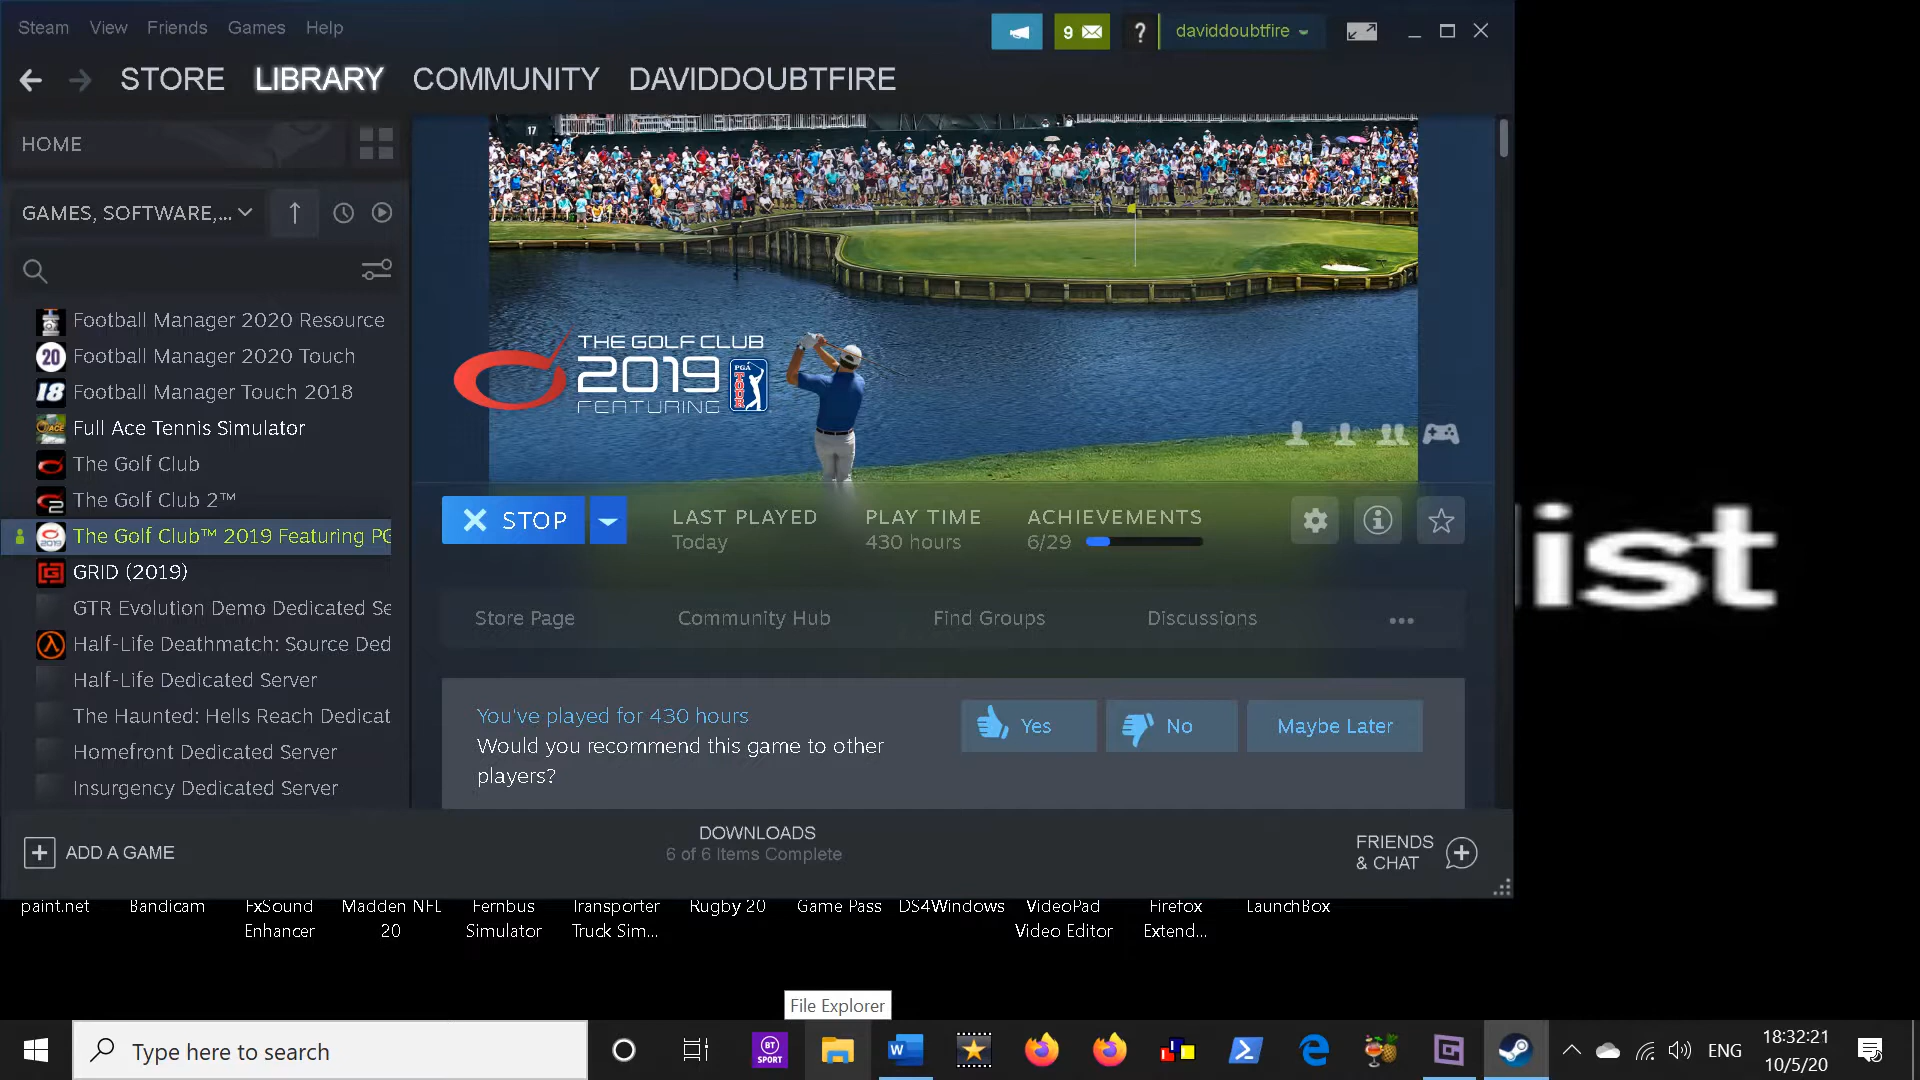 Steam View Friends Games Help
9 ? daviddoubtfire
STORE LIBRARY COMMUNITY DAVIDDOUBTFIRE
HOME
17
GAMES, SOFTWARE,...
Football Manager 2020 Resource
20 Football Manager 2020 Touch
18 Football Manager Touch 2018
Full Ace Tennis Simulator
The Golf Club
The Golf Club 2™
The Golf Club™ 2019 Featuring PG
GRID (2019)
GTR Evolution Demo Dedicated Se
Half-Life Deathmatch: Source Ded
Half-Life Dedicated Server
The Haunted: Hells Reach Dedicat
Homefront Dedicated Server
Insurgency Dedicated Server
THE GOLF CLUB
2019
FEATURING
PGA TOUR
STOP
LAST PLAYED
Today
PLAY TIME
430 hours
ACHIEVEMENTS
6/29
Store Page Community Hub Find Groups Discussions
You've played for 430 hours
Would you recommend this game to other
players?
Yes No Maybe Later
ist
ADD A GAME
DOWNLOADS
6 of 6 Items Complete
FRIENDS
& CHAT
paint.net
Bandicam
FxSound
Enhancer
Madden NFL
20
Fernbus
Simulator
Transporter
Truck Sim...
Rugby 20
Game Pass
DS4Windows
VideoPad
Video Editor
Firefox
Extend...
LaunchBox
File Explorer
Type here to search
BT
SPORT
ENG
18:32:21
10/5/20